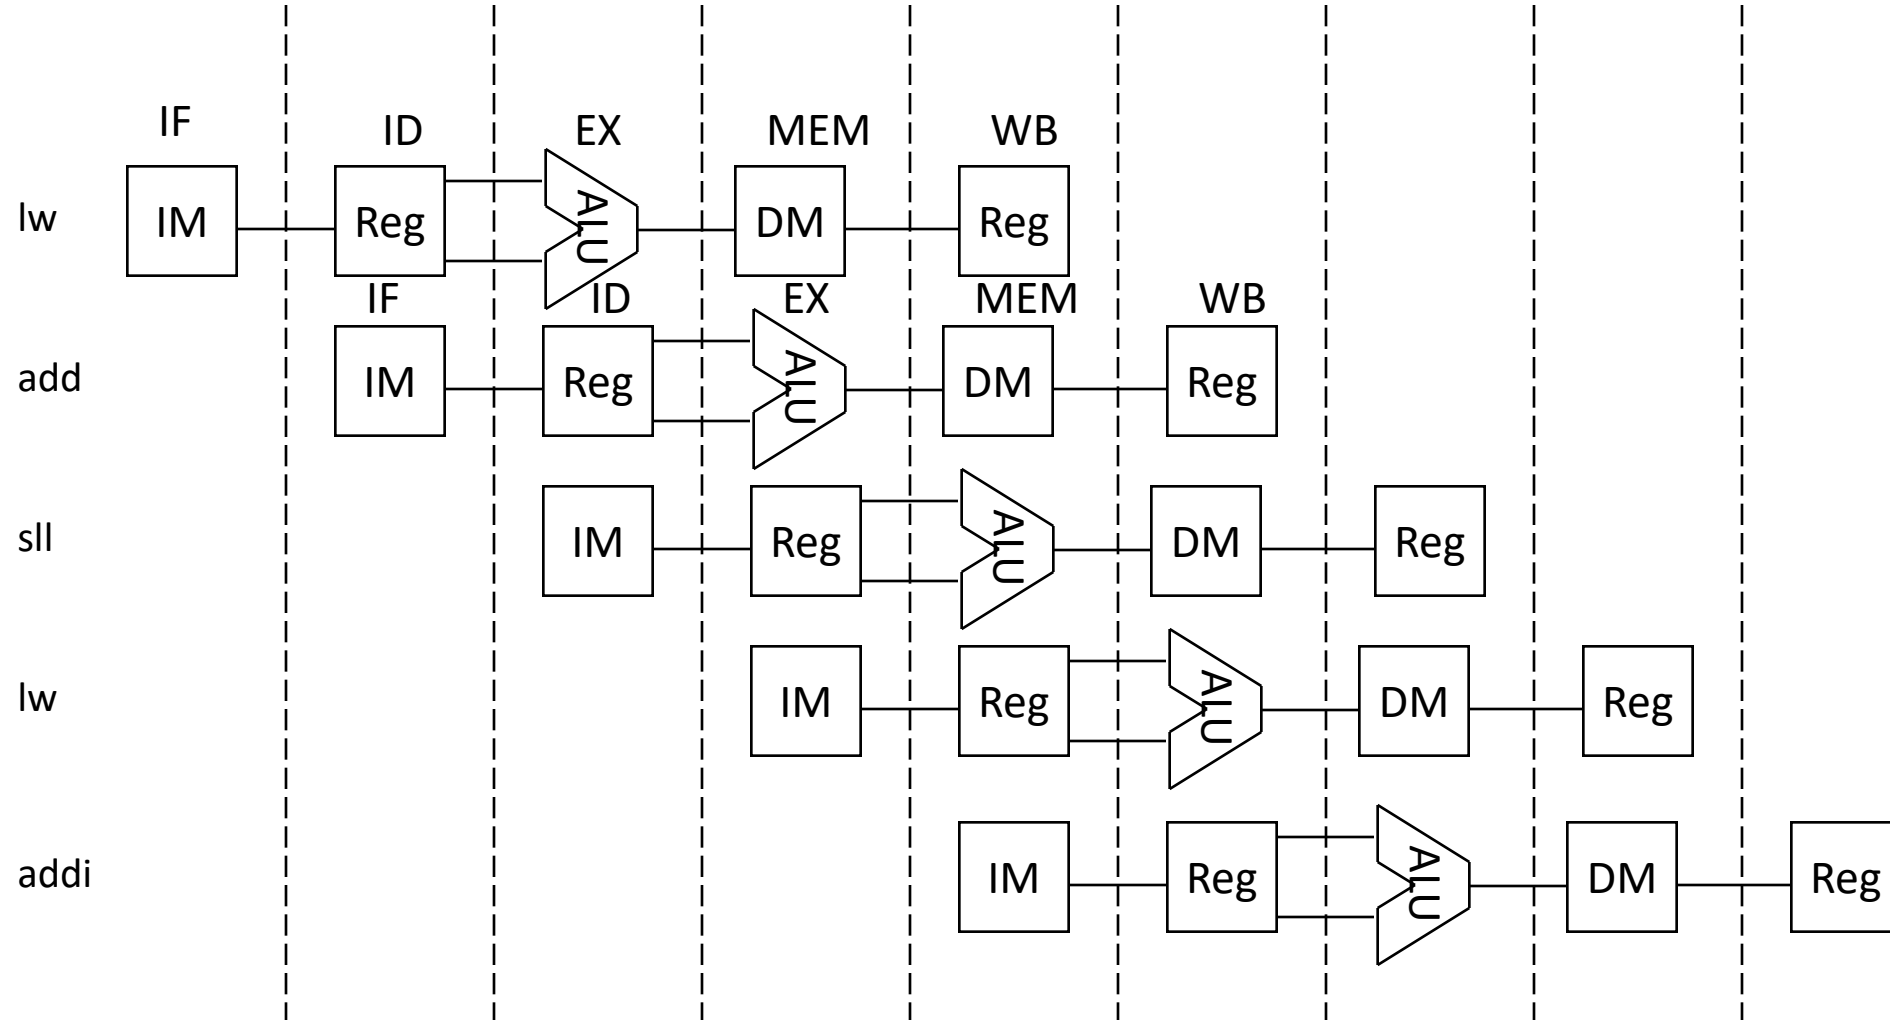 IF
ID EX MEM WB
lw IM Reg ALU DM Reg
IF ID EX MEM WB
add IM Reg ALU DM Reg
sll IM Reg ALU DM Reg
lw IM Reg ALU DM Reg
addi IM Reg ALU DM Reg